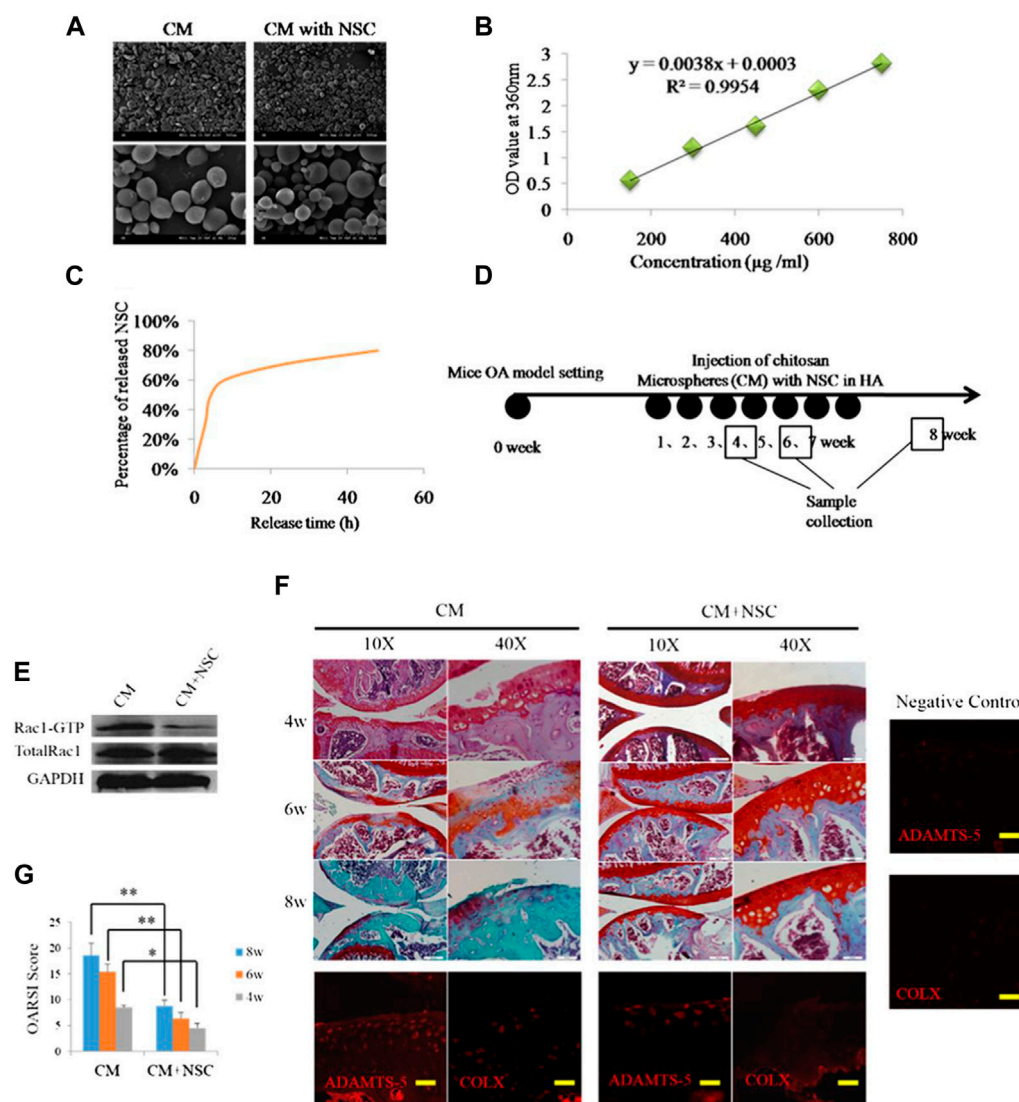 A
CM
CM with NSC
B
y = 0.0038x + 0.0003
R² = 0.9954
OD value at 360nm
3
2.5
2
1.5
1
0.5
0
0
200
400
600
800
Concentration (μg /ml)
C
Percentage of released NSC
100%
80%
60%
40%
20%
0%
0
20
40
60
Release time (h)
D
Mice OA model setting
Injection of chitosan
Microspheres (CM) with NSC in HA
0 week
1、2、3、4、5、6、7 week
8 week
Sample
collection
E
CM
CM+NSC
Rac1-GTP
TotalRac1
GAPDH
F
CM
CM+NSC
10X
40X
10X
40X
4w
6w
8w
ADAMTS-5
COLX
ADAMTS-5
COLX
Negative Control
ADAMTS-5
COLX
G
OARSI Score
25
20
15
10
5
0
**
**
*
8w
6w
4w
CM
CM+NSC